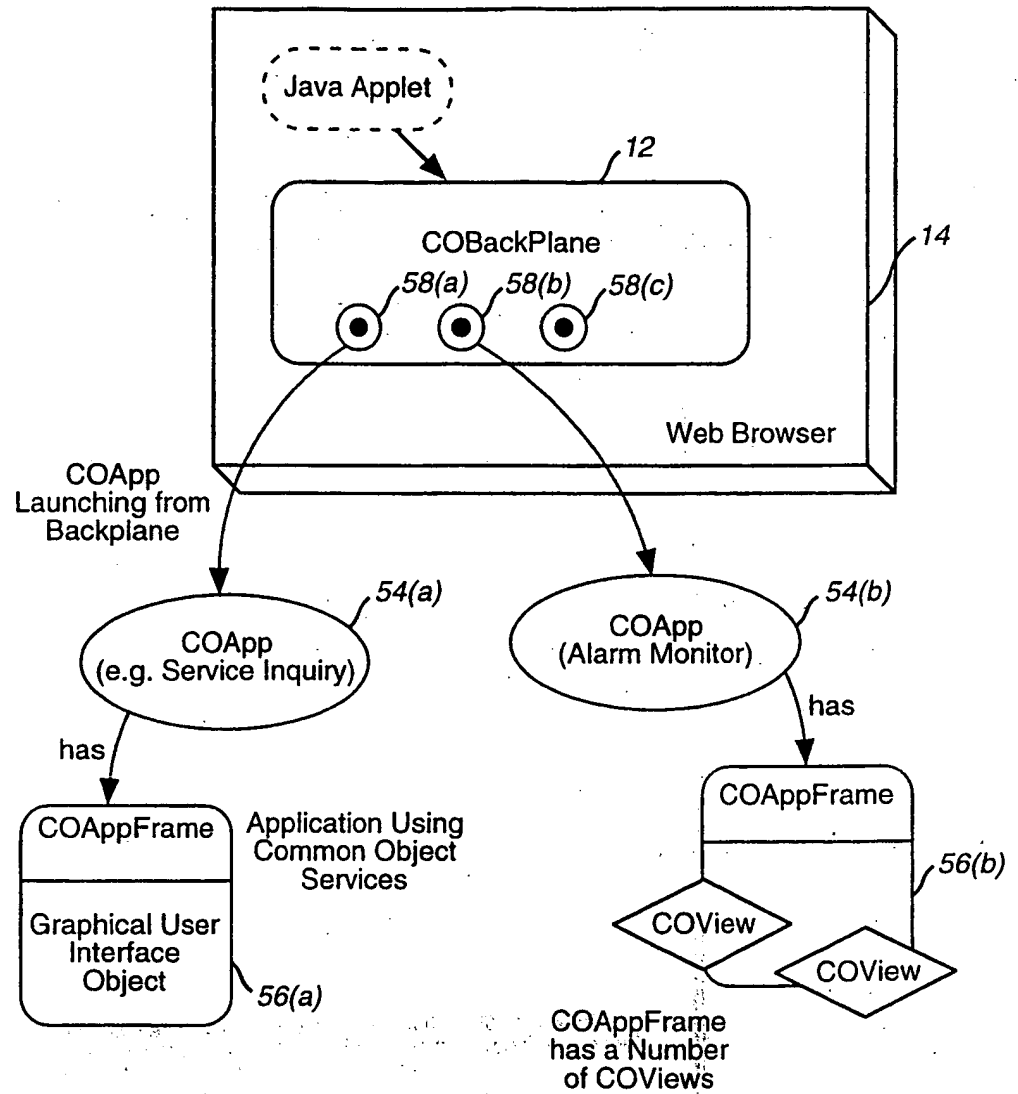 Java Applet
12
COBackPlane
14
58(a)
58(b)
58(c)
Web Browser
COApp
Launching from
Backplane
54(a)
COApp
(e.g. Service Inquiry)
54(b)
COApp
(Alarm Monitor)
has
has
COAppFrame
COAppFrame
Application Using
Common Object
Services
Graphical User
Interface
Object
56(a)
56(b)
COView
COView
COAppFrame
has a Number
of COViews